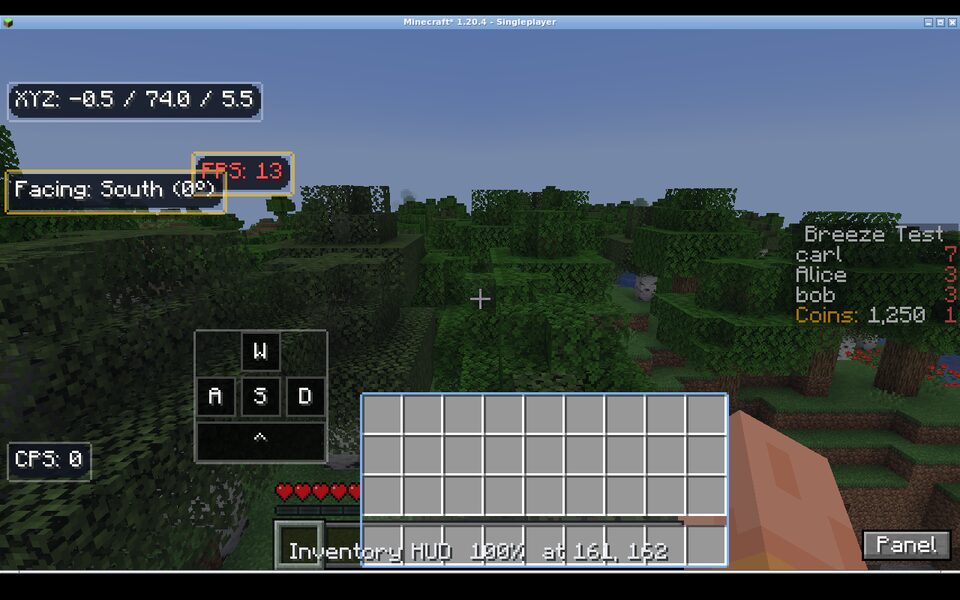 Minecraft* 1.20.4 - Singleplayer
XYZ: -0.5 / 74.0 / 5.5
FPS: 13
Facing: South (0°)
Breeze Test
carl 7
Alice 3
bob 3
Coins: 1,250 1
W
A S D
^
CPS: 0
Inventory HUD 100% at 161, 162
Panel